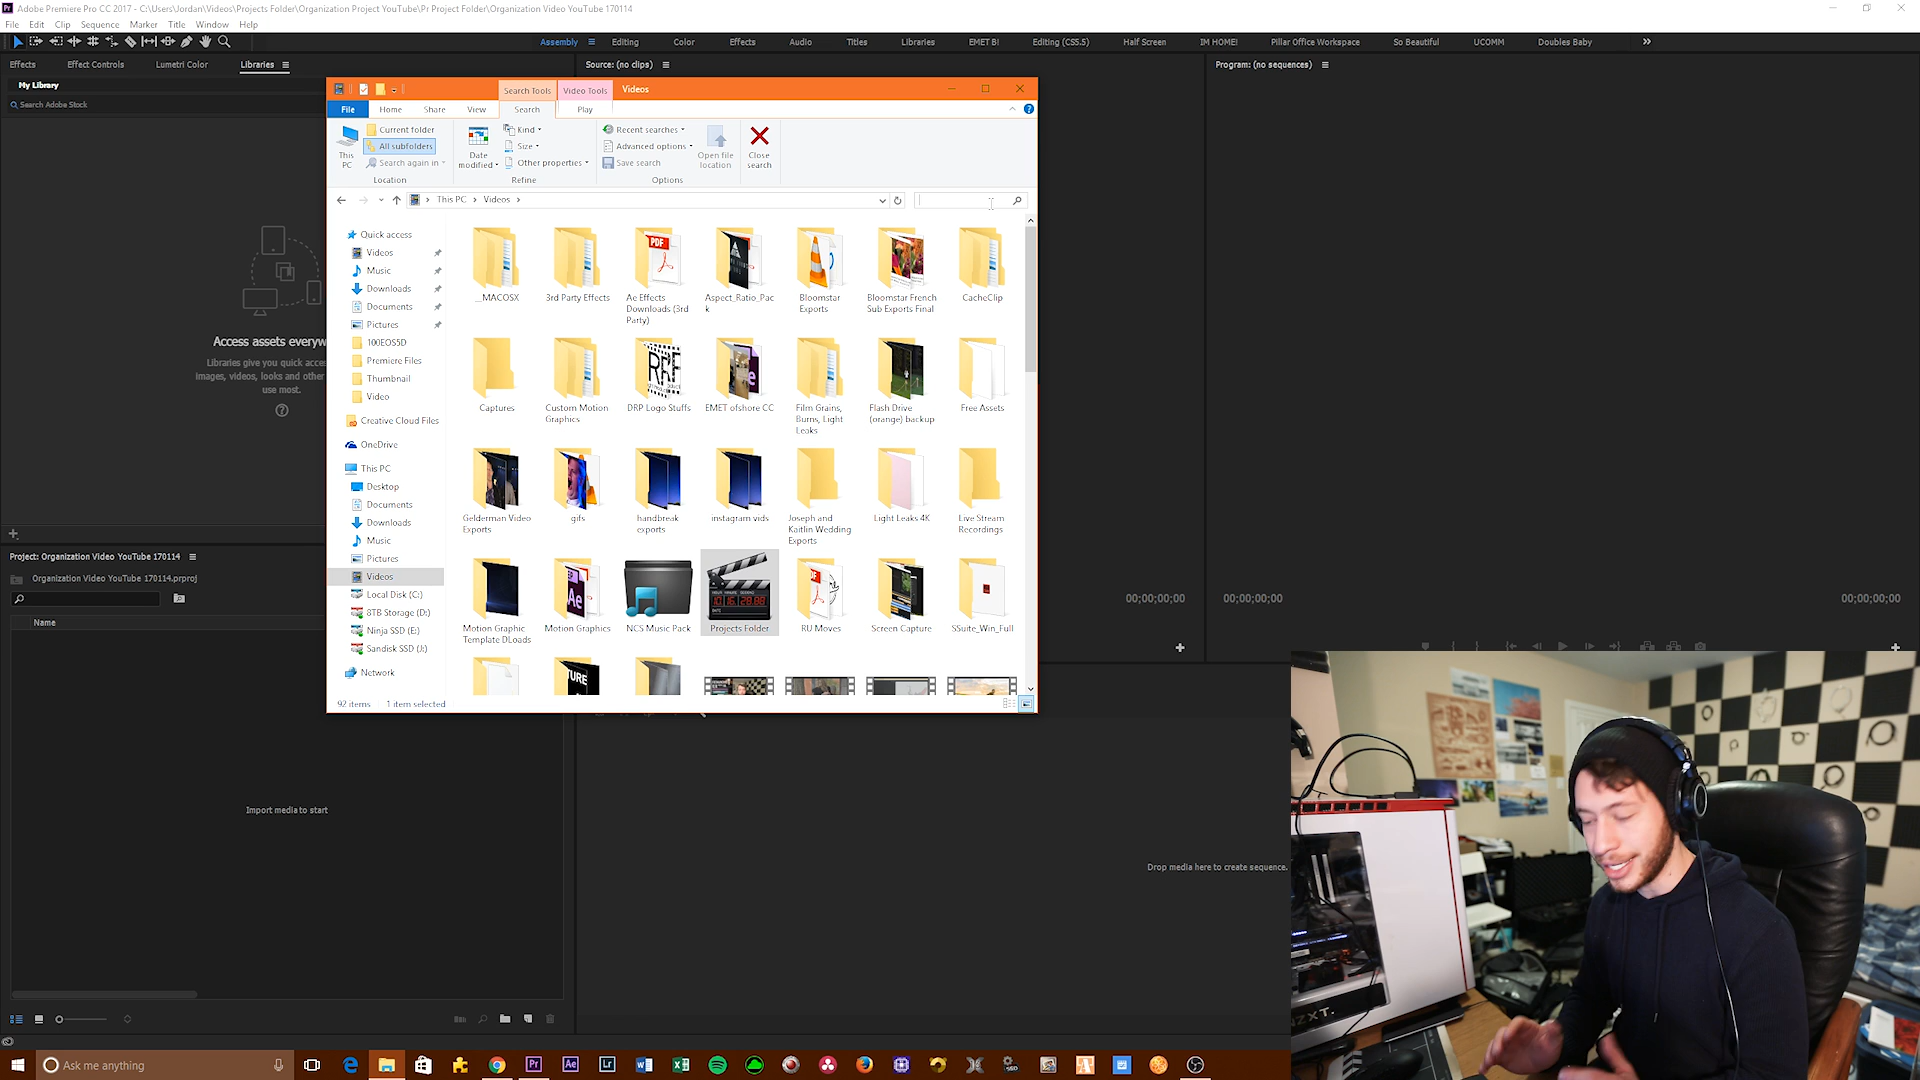 Adobe Premiere Pro CC 2017 - C:\Users\Jordan\Videos\Projects Folder\Organization Project YouTube\Pr Project Folder\Organization Video YouTube 170114
File Edit Clip Sequence Marker Title Window Help
Assembly Editing Color Effects Audio Titles Libraries EMET B! Editing (CS5.5) Half Screen IM HOME! Pillar Office Workspace So Beautiful UCOMM Doubles Baby
Effects Effect Controls Lumetri Color Libraries
Source: (no clips)
Program: (no sequences)
My Library
Search Adobe Stock
Access assets everyw
Libraries give you quick acce
images, videos, looks and other
use most.
Search Tools Video Tools Videos
File Home Share View Search Play
This PC
Current folder
All subfolders
Search again in
Location
Date modified
Kind
Size
Other properties
Refine
Recent searches
Advanced options
Save search
Options
Open file location
Close search
This PC Videos
Quick access
Videos
Music
Downloads
Documents
Pictures
100EOS5D
Premiere Files
Thumbnail
Video
Creative Cloud Files
OneDrive
This PC
Desktop
Documents
Downloads
Music
Pictures
Videos
Local Disk (C:)
8TB Storage (D:)
Ninja SSD (E:)
Sandisk SSD (J:)
Network
__MACOSX
3rd Party Effects
Ae Effects Downloads (3rd Party)
Aspect_Ratio_Pack
Bloomstar Exports
Bloomstar French Sub Exports Final
CacheClip
Captures
Custom Motion Graphics
DRP Logo Stuffs
EMET ofshore CC
Film Grains, Burns, Light Leaks
Flash Drive (orange) backup
Free Assets
Gelderman Video Exports
gifs
handbreak exports
instagram vids
Joseph and Kaitlin Wedding Exports
Light Leaks 4K
Live Stream Recordings
Motion Graphic Template DLoads
Motion Graphics
NCS Music Pack
Projects Folder
RU Moves
Screen Capture
SSuite_Win_Full
92 items 1 item selected
Project: Organization Video YouTube 170114
Organization Video YouTube 170114.prproj
Name
Import media to start
00;00;00;00
00;00;00;00
00;00;00;00
Drop media here to create sequence.
Ask me anything
NZXT.